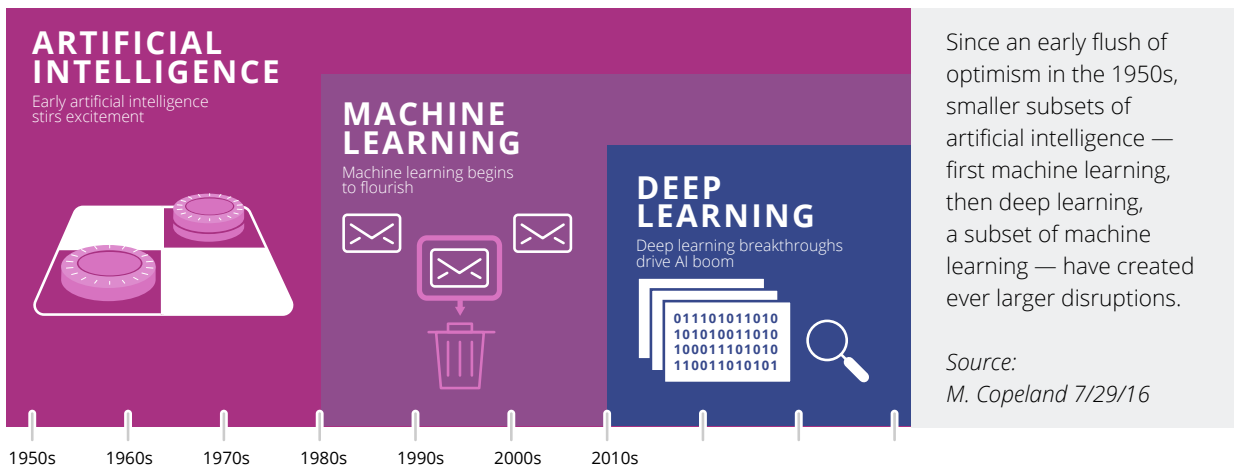 ARTIFICIAL
INTELLIGENCE
Early artificial intelligence
stirs excitement
MACHINE
LEARNING
Machine learning begins
to flourish
DEEP
LEARNING
Deep learning breakthroughs
drive AI boom
011101011010
101010011010
100011101010
110011010101
1950s
1960s
1970s
1980s
1990s
2000s
2010s
Since an early flush of
optimism in the 1950s,
smaller subsets of
artificial intelligence —
first machine learning,
then deep learning,
a subset of machine
learning — have created
ever larger disruptions.
Source:
M. Copeland 7/29/16